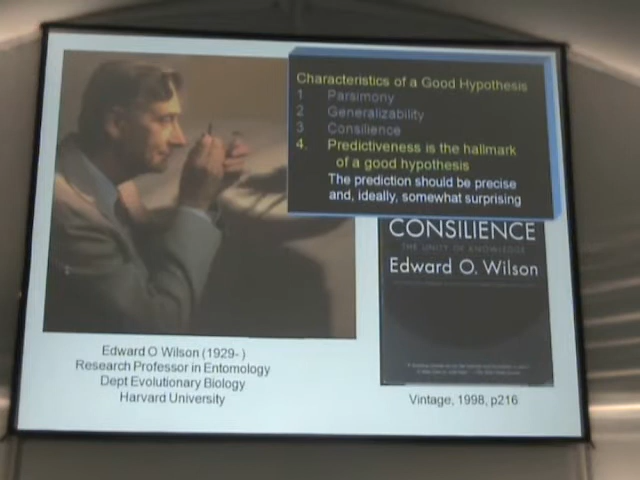 Characteristics of a Good Hypothesis
1 Parsimony
2 Generalizability
3 Consilience
4. Predictiveness is the hallmark
of a good hypothesis
The prediction should be precise
and, ideally, somewhat surprising
CONSILIENCE
THE UNITY OF KNOWLEDGE
Edward O. Wilson
Edward O Wilson (1929- )
Research Professor in Entomology
Dept Evolutionary Biology
Harvard University
Vintage, 1998, p216